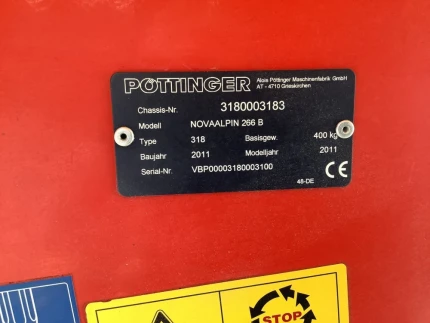 PÖTTINGER Alois Pöttinger Maschinenfabrik GmbH
AT - 4710 Grieskirchen
Chassis-Nr. 3180003183
Modell NOVAALPIN 266 B
Type 318 Basisgew. 400 kg
Baujahr 2011 Modelljahr 2011
Serial-Nr. VBP00003180003100
48-DE CE
STOP